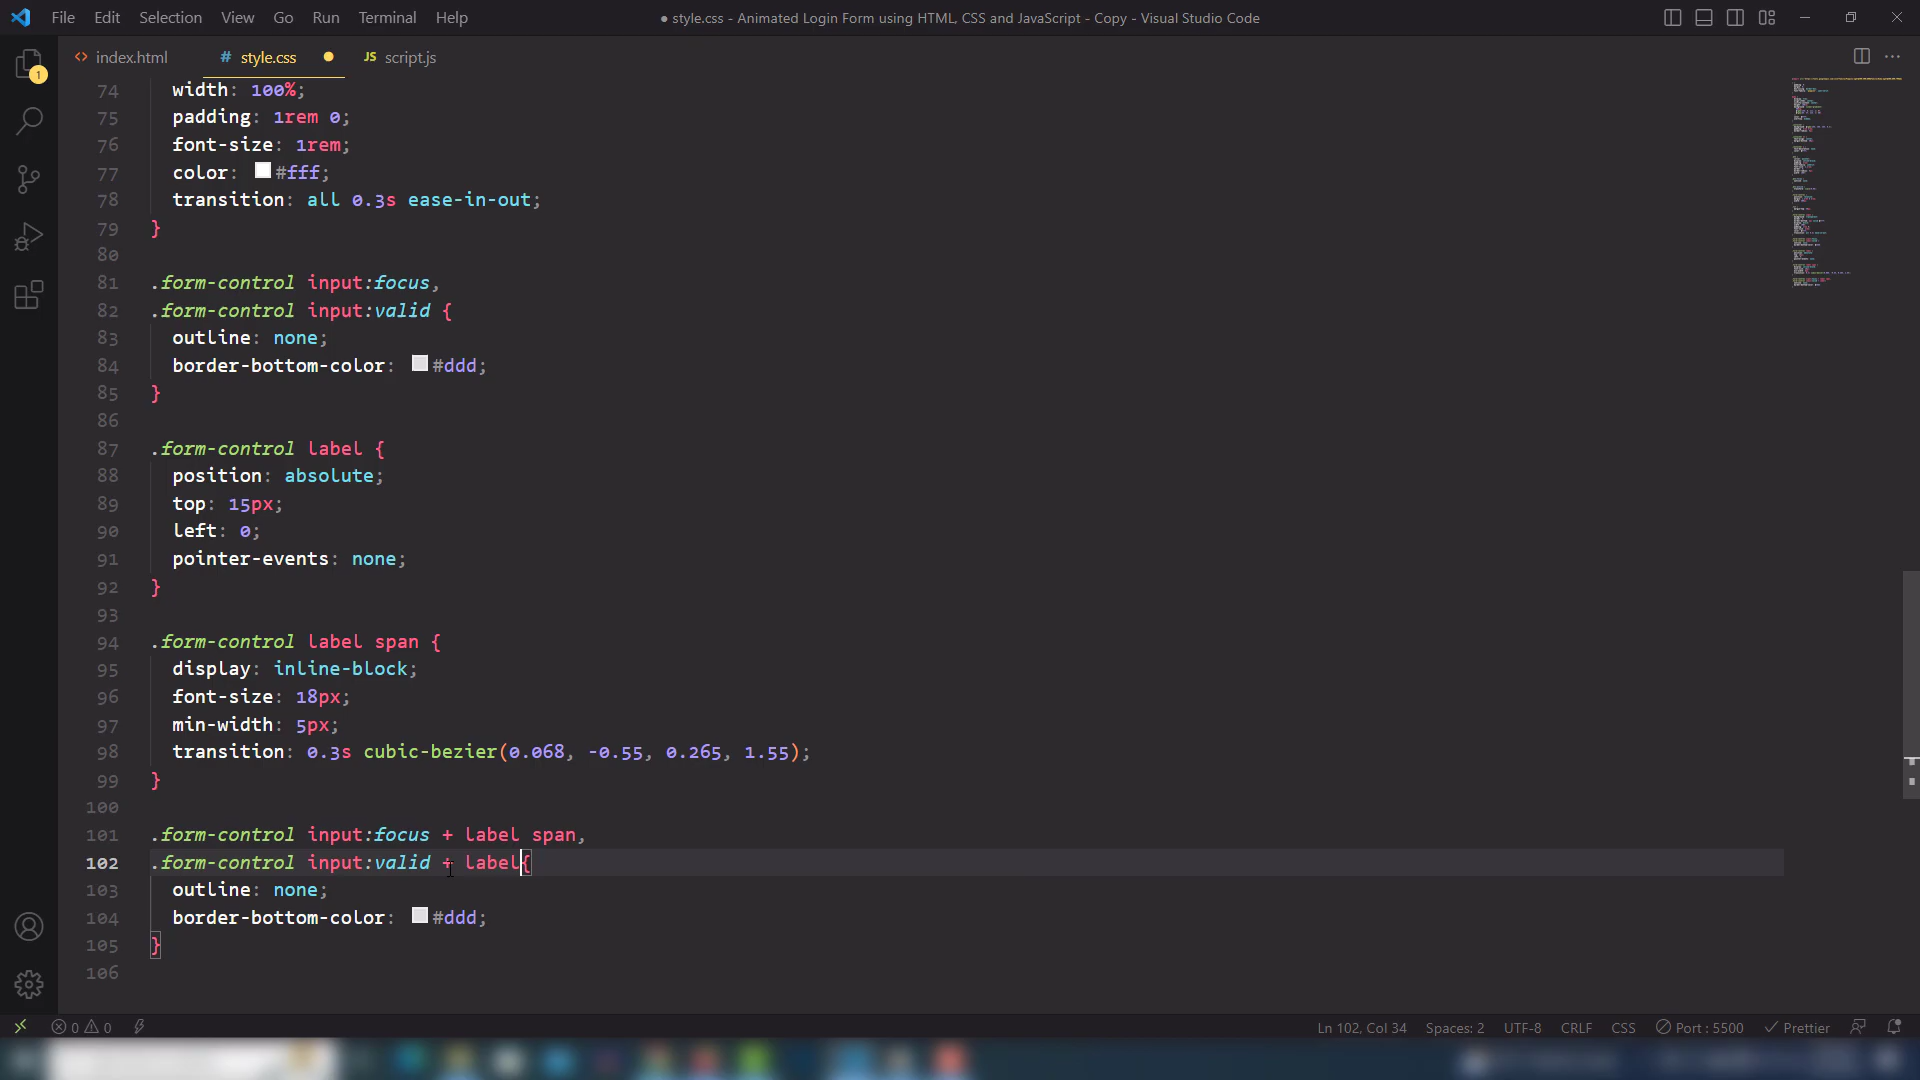 File Edit Selection View Go Run Terminal Help
● style.css - Animated Login Form using HTML, CSS and JavaScript - Copy - Visual Studio Code
1
<> index.html
# style.css ●
JS script.js
74 width: 100%;
75 padding: 1rem 0;
76 font-size: 1rem;
77 color: #fff;
78 transition: all 0.3s ease-in-out;
79 }
80
81 .form-control input:focus,
82 .form-control input:valid {
83 outline: none;
84 border-bottom-color: #ddd;
85 }
86
87 .form-control label {
88 position: absolute;
89 top: 15px;
90 left: 0;
91 pointer-events: none;
92 }
93
94 .form-control label span {
95 display: inline-block;
96 font-size: 18px;
97 min-width: 5px;
98 transition: 0.3s cubic-bezier(0.068, -0.55, 0.265, 1.55);
99 }
100
101 .form-control input:focus + label span,
102 .form-control input:valid + label{
103 outline: none;
104 border-bottom-color: #ddd;
105 }
106
0 0 Ln 102, Col 34 Spaces: 2 UTF-8 CRLF CSS Port : 5500 Prettier